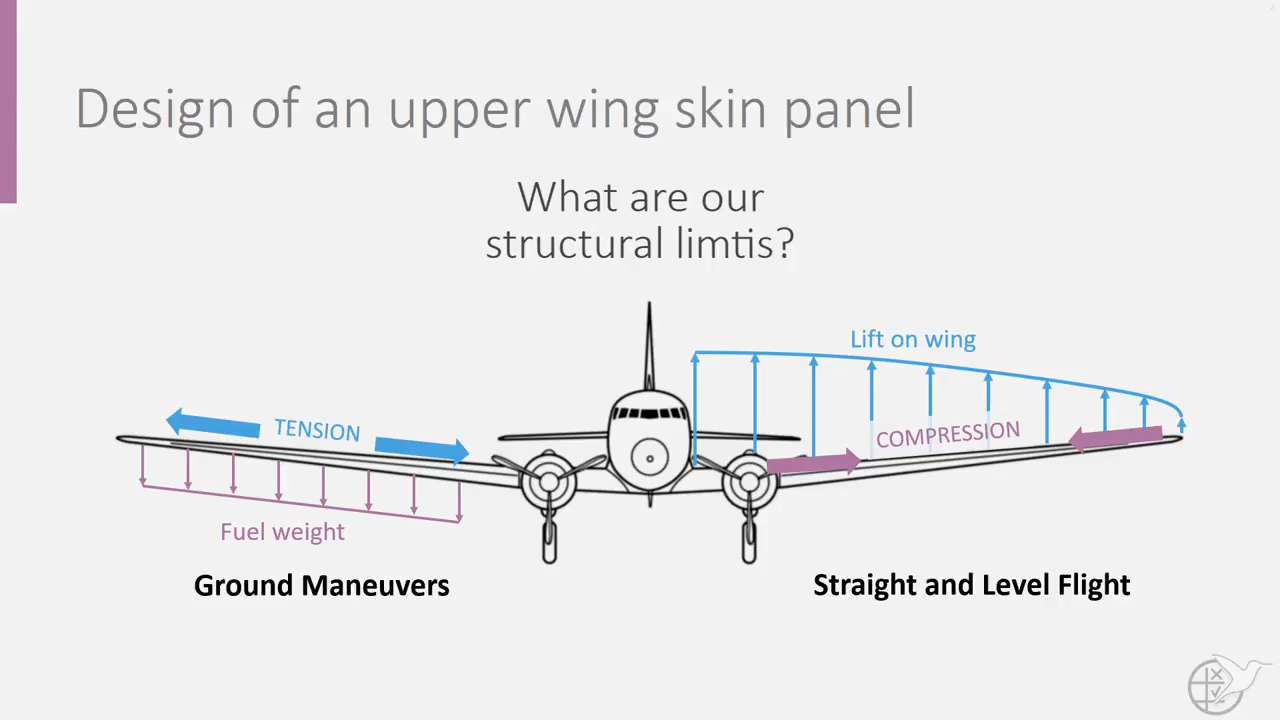 Design of an upper wing skin panel
What are our
structural limtis?
Lift on wing
TENSION
COMPRESSION
Fuel weight
Ground Maneuvers
Straight and Level Flight